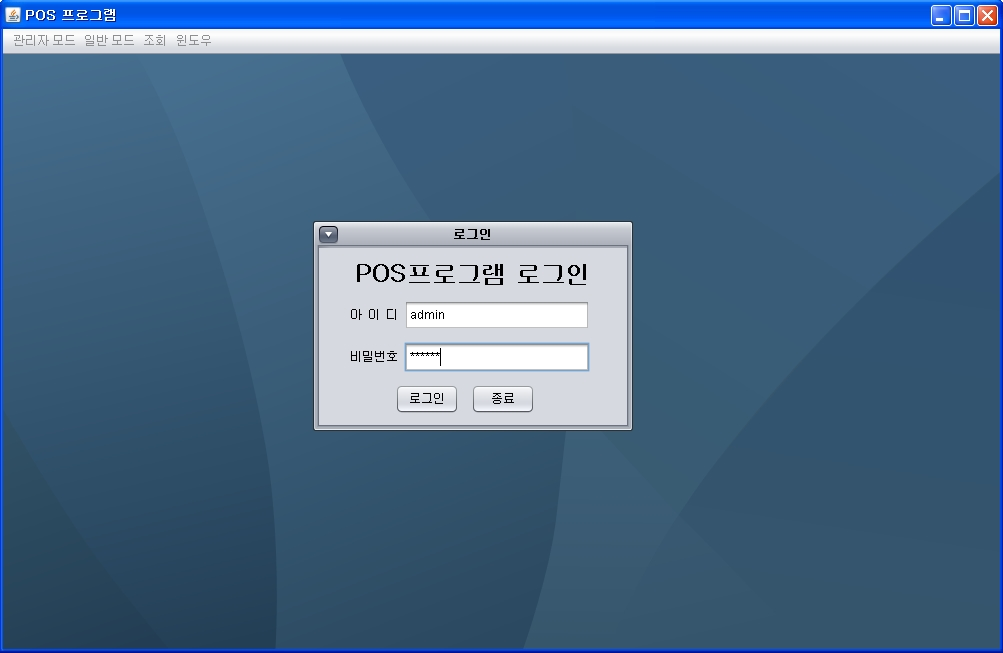 POS 프로그램
관리자 모드 일반 모드 조회 윈도우
로그인
POS프로그램 로그인
아 이 디 admin
비밀번호 ******
로그인 종료